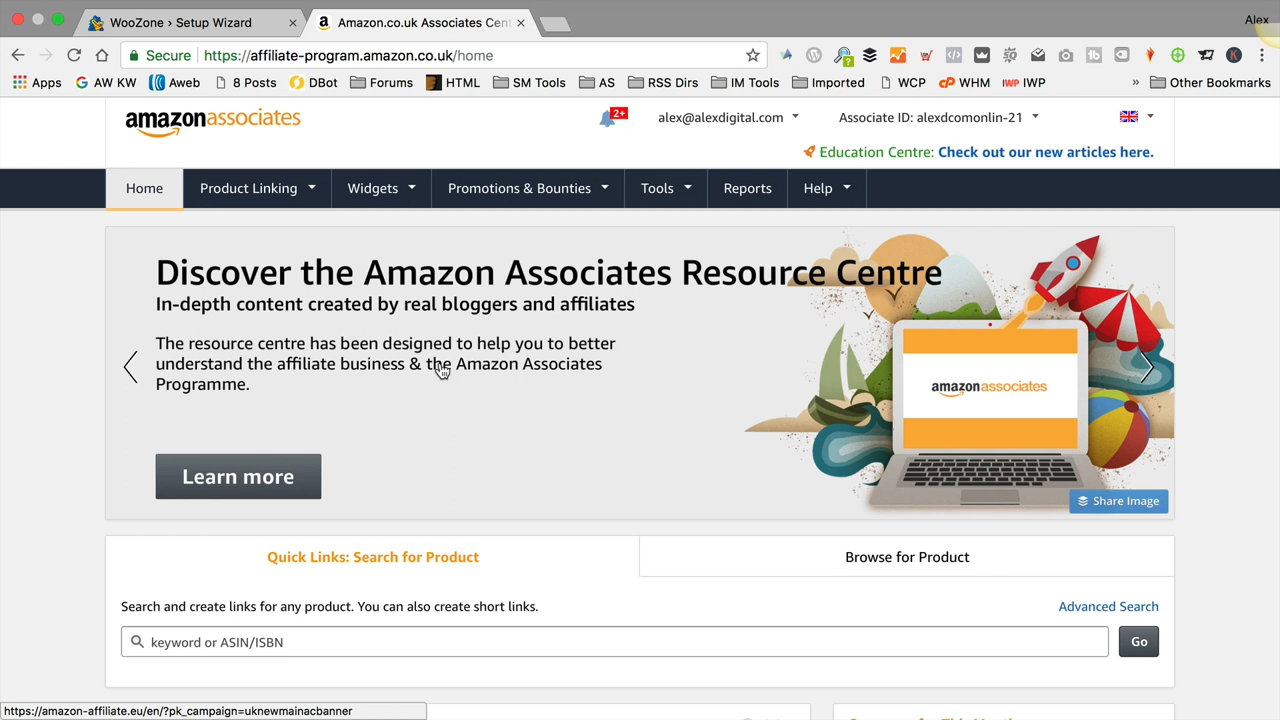 WooZone › Setup Wizard
Amazon.co.uk Associates Cent
Alex
Secure
https://affiliate-program.amazon.co.uk/home
Apps
AW KW
Aweb
8 Posts
DBot
Forums
HTML
SM Tools
AS
RSS Dirs
IM Tools
Imported
WCP
WHM
IWP
»
Other Bookmarks
amazonassociates
2+
alex@alexdigital.com
Associate ID: alexdcomonlin-21
Education Centre: Check out our new articles here.
Home
Product Linking
Widgets
Promotions & Bounties
Tools
Reports
Help
Discover the Amazon Associates Resource Centre
In-depth content created by real bloggers and affiliates
The resource centre has been designed to help you to better
understand the affiliate business & the Amazon Associates
Programme.
amazonassociates
Learn more
Share Image
Quick Links: Search for Product
Browse for Product
Search and create links for any product. You can also create short links.
Advanced Search
keyword or ASIN/ISBN
Go
https://amazon-affiliate.eu/en/?pk_campaign=uknewmainacbanner